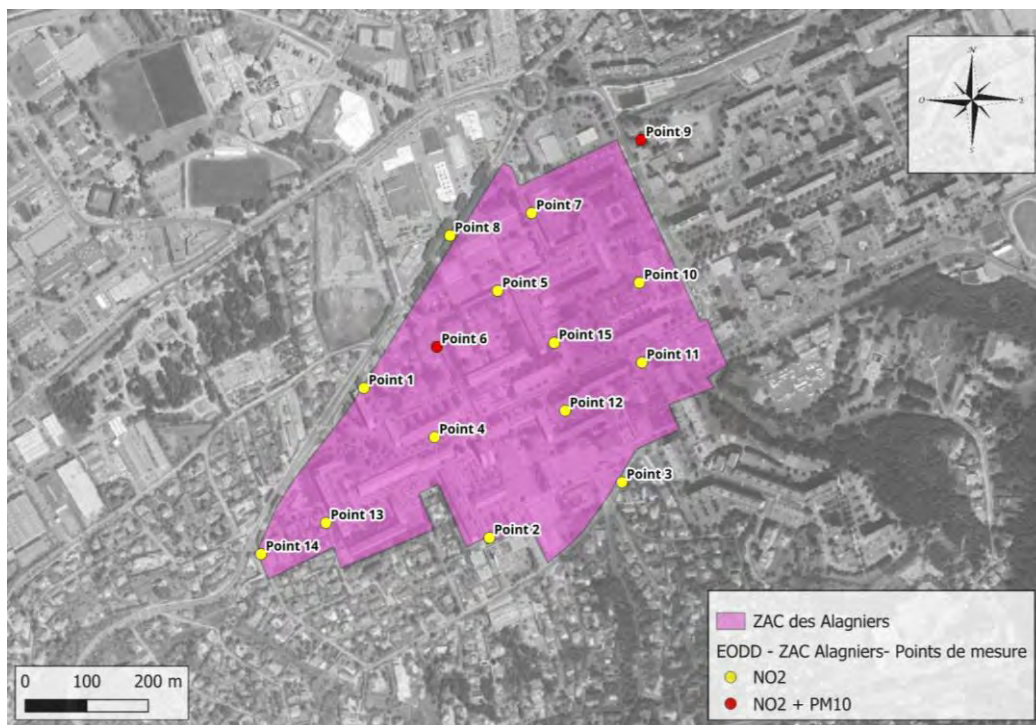 N
O
E
S
Point 9
Point 7
Point 8
Point 10
Point 5
Point 15
Point 6
Point 11
Point 1
Point 12
Point 4
Point 3
Point 13
Point 2
Point 14
ZAC des Alagniers
EODD - ZAC Alagniers- Points de mesure
NO2
NO2 + PM10
0 100 200 m